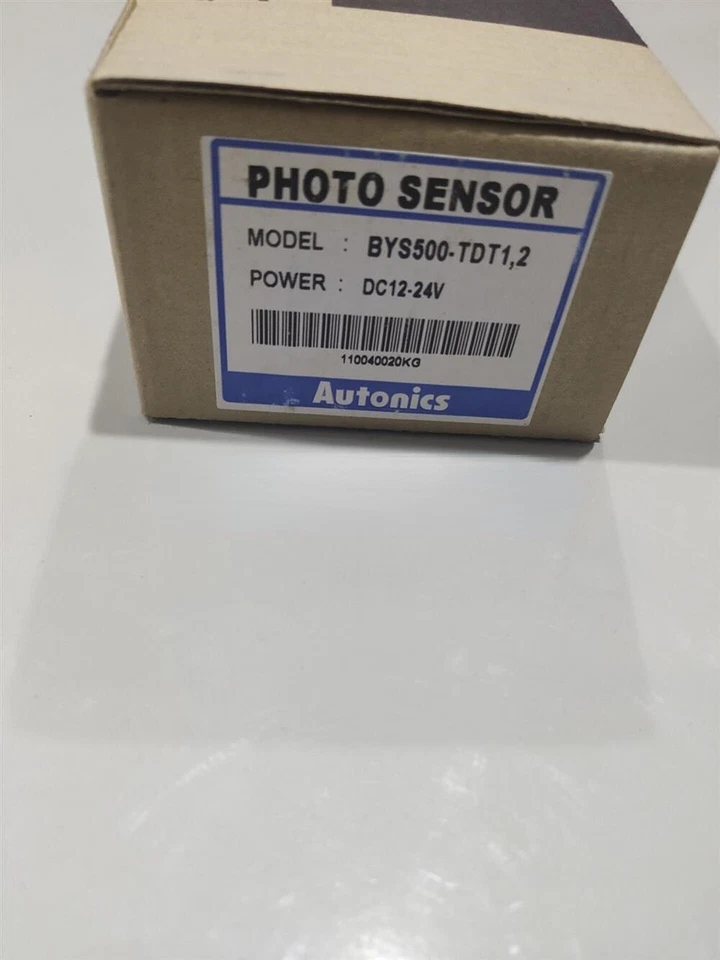 PHOTO SENSOR
MODEL : BYS500-TDT1,2
POWER : DC12-24V
110040020KG
Autonics